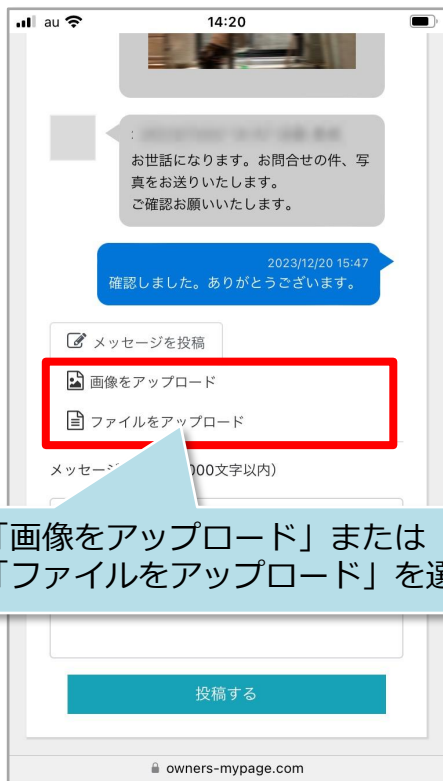 au 14:20
:
お世話になります。お問合せの件、写
真をお送りいたします。
ご確認お願いいたします。
2023/12/20 15:47
確認しました。ありがとうございます。
メッセージを投稿
画像をアップロード
ファイルをアップロード
メッセー 000文字以内）
「画像をアップロード」または
「ファイルをアップロード」を選
投稿する
owners-mypage.com